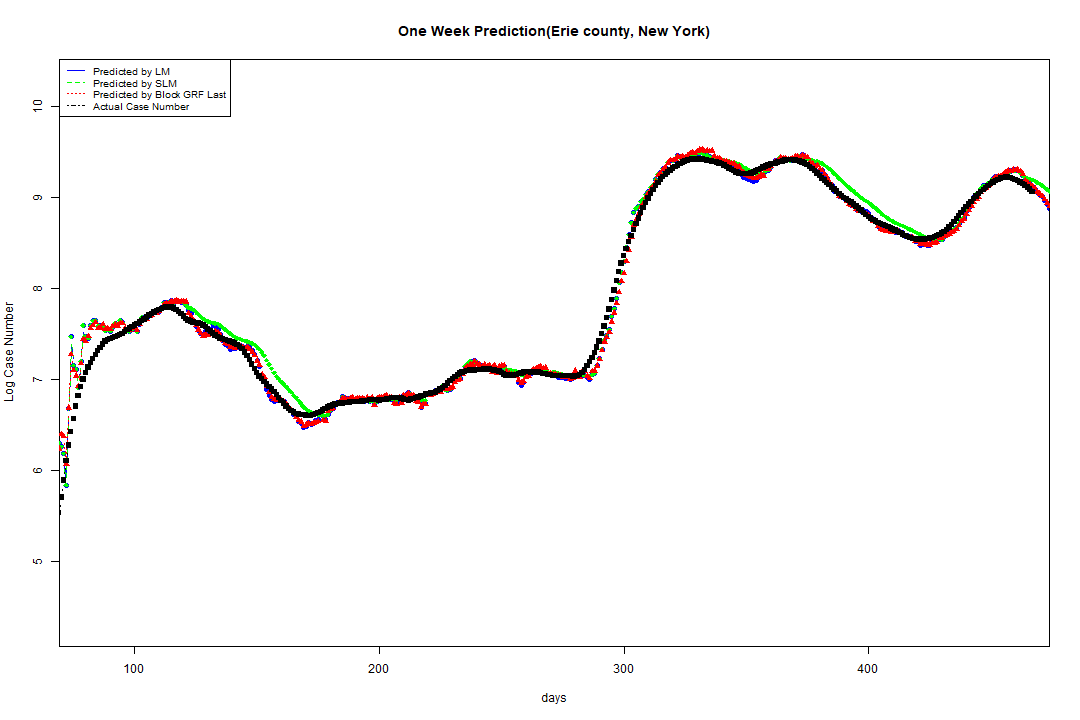 One Week Prediction(Erie county, New York)
Predicted by LM
Predicted by SLM
Predicted by Block GRF Last
Actual Case Number
10
9
8
7
6
5
Log Case Number
100
200
300
400
days